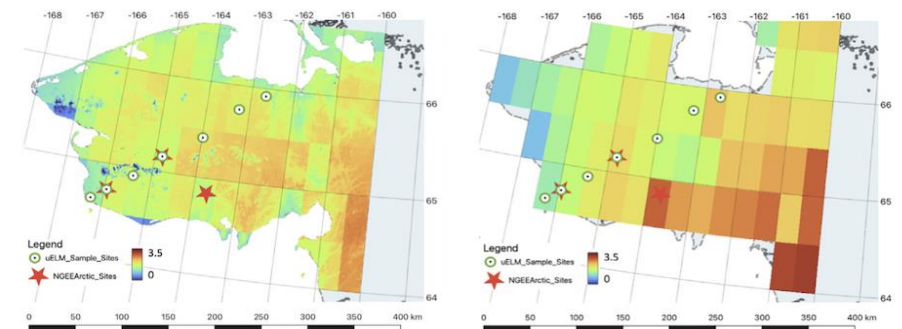 -168 -167 -166 -165 -164 -163 -162 -161 -160
66
65
64
Legend
uELM_Sample_Sites
NGEEArctic_Sites
3.5
0
0 50 100 150 200 250 300 350 400 km
-168 -167 -166 -165 -164 -163 -162 -161 -160
66
65
64
Legend
uELM_Sample_Sites
NGEEArctic_Sites
3.5
0
0 50 100 150 200 250 300 350 400 km